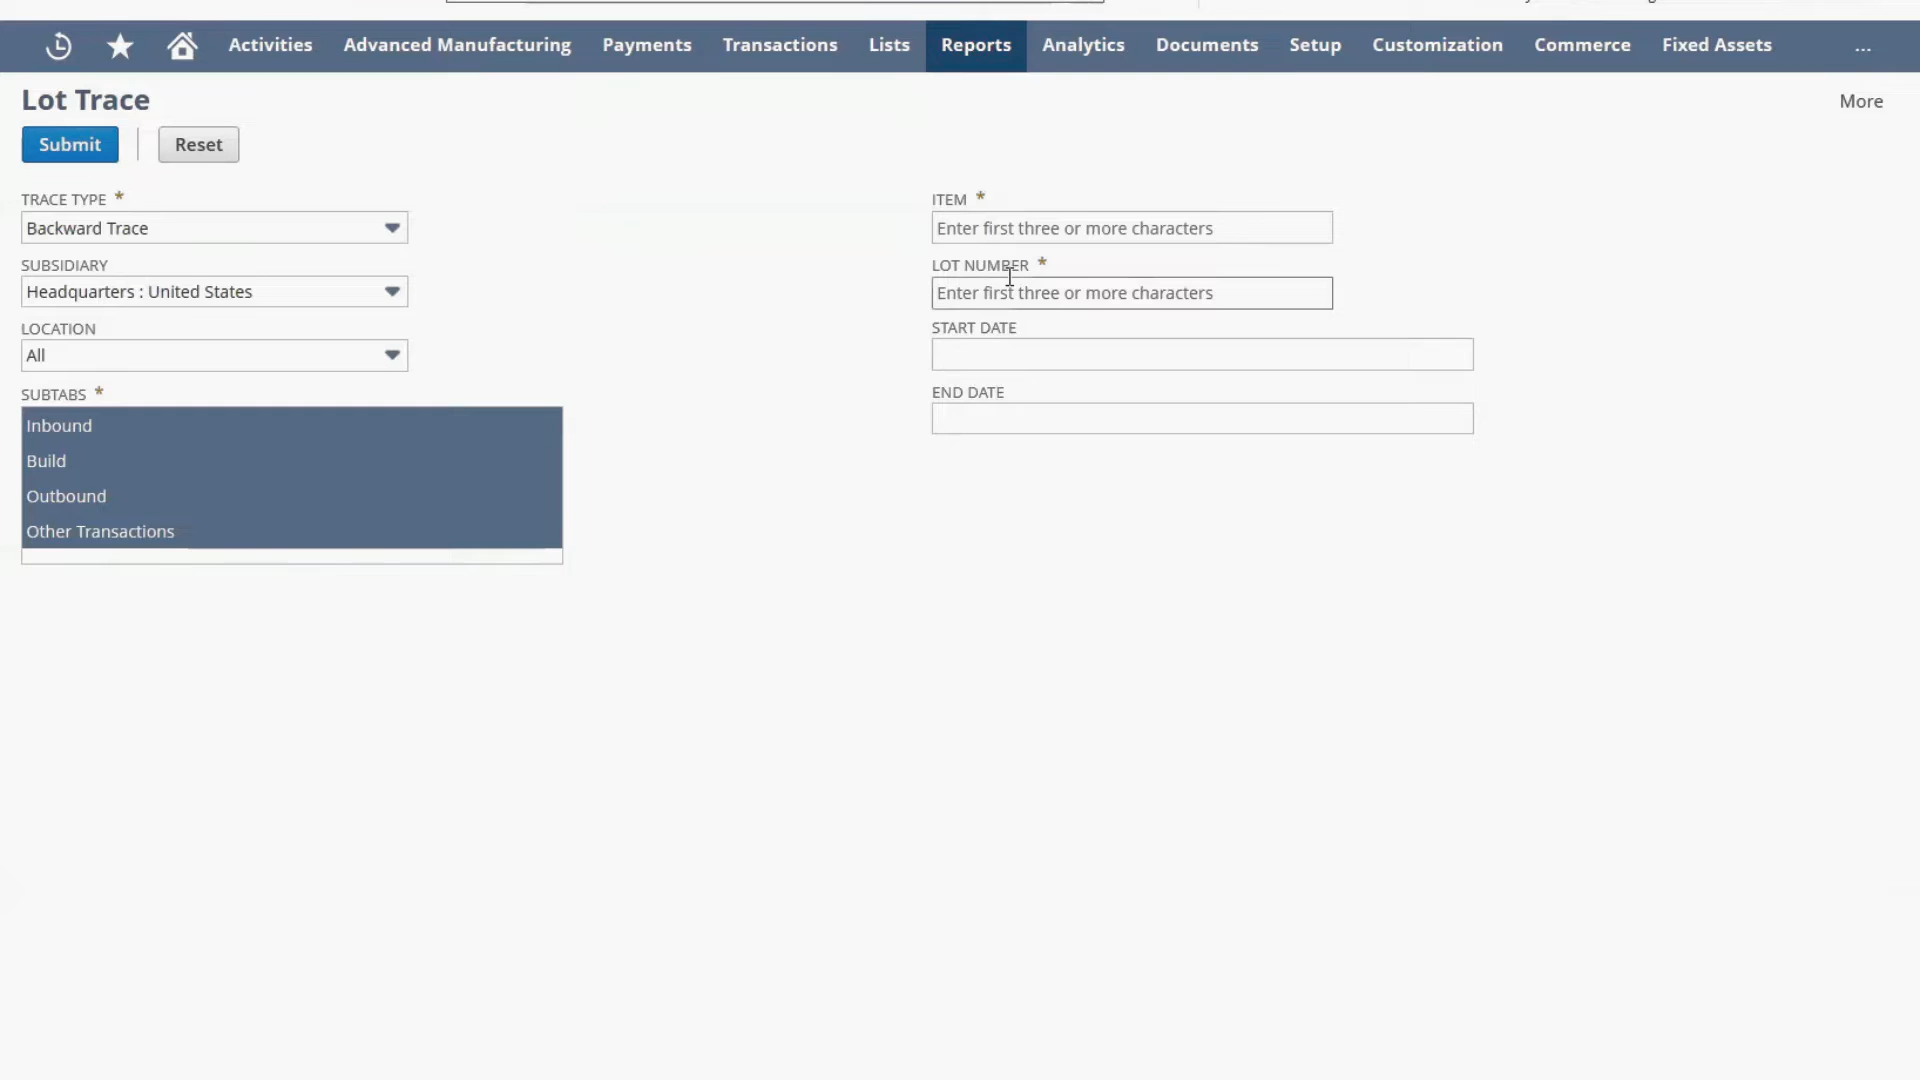 Activities Advanced Manufacturing Payments Transactions Lists Reports Analytics Documents Setup Customization Commerce Fixed Assets ...
Lot Trace
More
Submit Reset
TRACE TYPE *
Backward Trace
SUBSIDIARY
Headquarters : United States
LOCATION
All
SUBTABS *
Inbound
Build
Outbound
Other Transactions
ITEM *
Enter first three or more characters
LOT NUMBER *
Enter first three or more characters
START DATE
END DATE